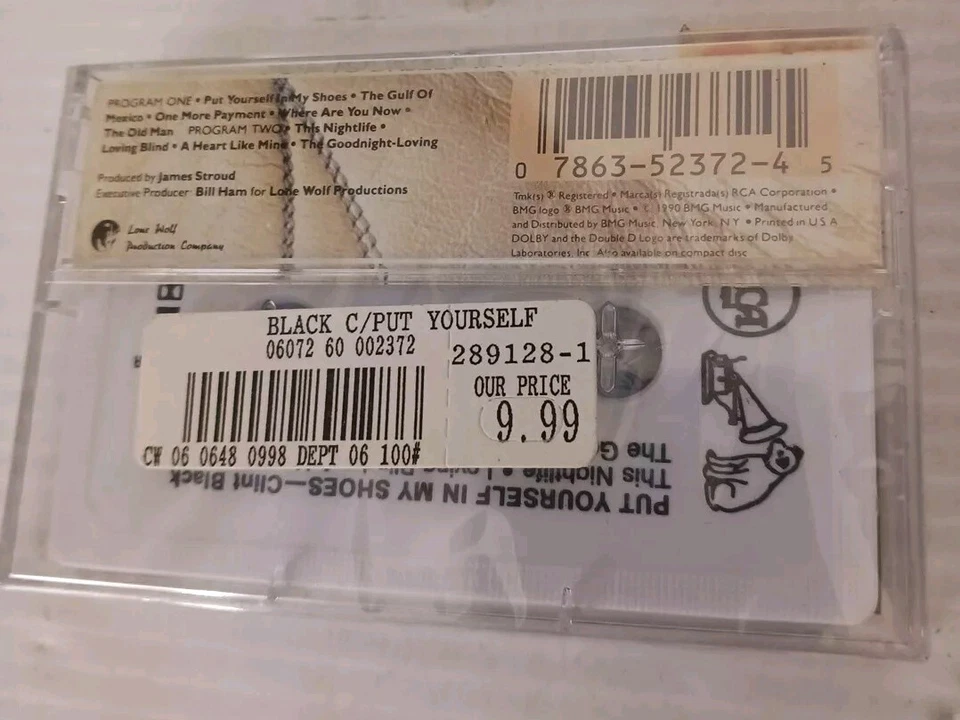 PROGRAM ONE • Put Yourself In My Shoes • The Gulf Of
Mexico • One More Payment • Where Are You Now •
The Old Man PROGRAM TWO • This Nightlife •
Loving Blind • A Heart Like Mine • The Goodnight-Loving
Produced by James Stroud
Executive Producer Bill Ham for Lone Wolf Productions
Lone Wolf
Production Company
0 7863-52372-4 5
Tmk(s) ® Registered • Marca(s) Registrada(s) RCA Corporation •
BMG logo ® BMG Music • © 1990 BMG Music • Manufactured
and Distributed by BMG Music, New York, N.Y. • Printed in U.S.A.
DOLBY and the Double D Logo are trademarks of Dolby
Laboratories, Inc. Also available on compact disc
BLACK C/PUT YOURSELF
06072 60 002372
289128-1
OUR PRICE
9.99
CW 06 0648 0998 DEPT 06 100#
RCA
PUT YOURSELF IN MY SHOES—Clint Black
This Nightlife • Loving
The G